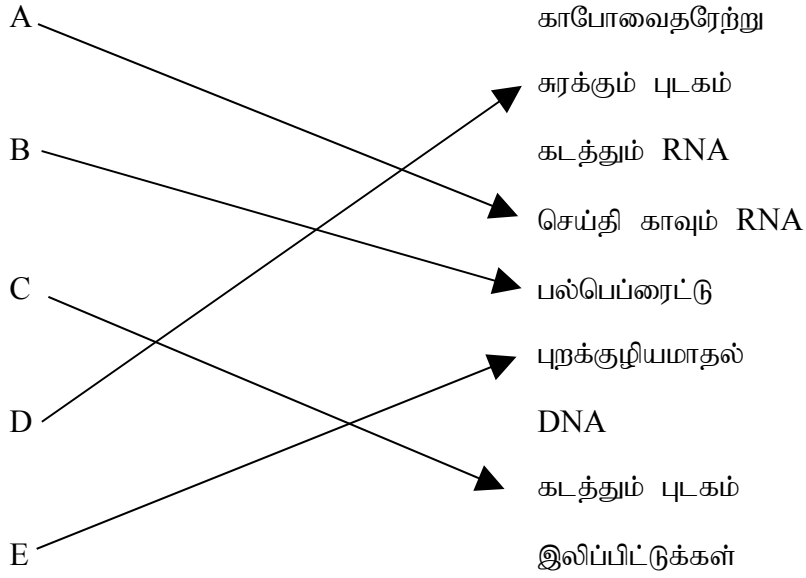 A காபோவைதரேற்று
சுரக்கும் புடகம்
B கடத்தும் RNA
செய்தி காவும் RNA
C பல்பெப்ரைட்டு
புறக்குழியமாதல்
D DNA
கடத்தும் புடகம்
E இலிப்பிட்டுக்கள்